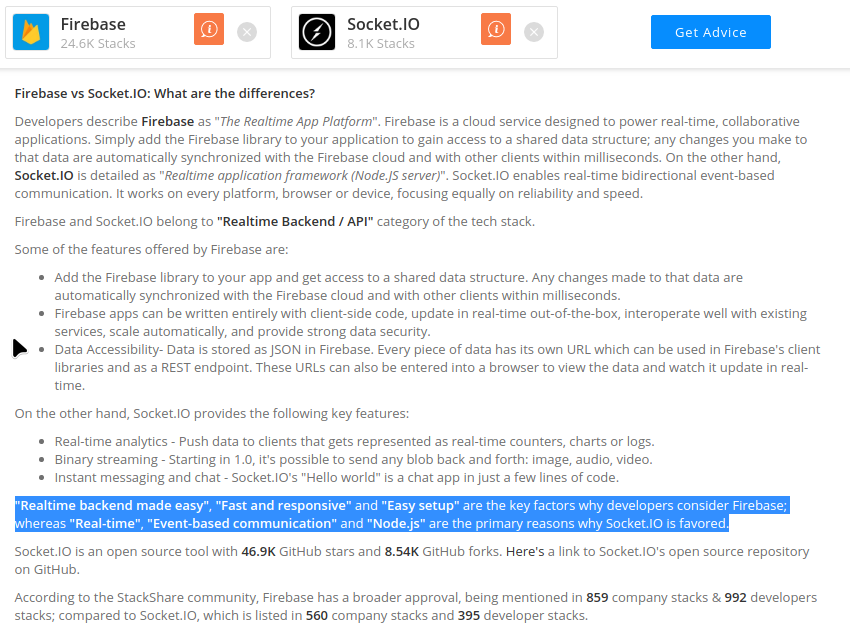 Firebase
24.6K Stacks
Socket.IO
8.1K Stacks
Get Advice
Firebase vs Socket.IO: What are the differences?
Developers describe Firebase as "The Realtime App Platform". Firebase is a cloud service designed to power real-time, collaborative
applications. Simply add the Firebase library to your application to gain access to a shared data structure; any changes you make to
that data are automatically synchronized with the Firebase cloud and with other clients within milliseconds. On the other hand,
Socket.IO is detailed as "Realtime application framework (Node.JS server)". Socket.IO enables real-time bidirectional event-based
communication. It works on every platform, browser or device, focusing equally on reliability and speed.
Firebase and Socket.IO belong to "Realtime Backend / API" category of the tech stack.
Some of the features offered by Firebase are:
• Add the Firebase library to your app and get access to a shared data structure. Any changes made to that data are
automatically synchronized with the Firebase cloud and with other clients within milliseconds.
• Firebase apps can be written entirely with client-side code, update in real-time out-of-the-box, interoperate well with existing
services, scale automatically, and provide strong data security.
• Data Accessibility- Data is stored as JSON in Firebase. Every piece of data has its own URL which can be used in Firebase's client
libraries and as a REST endpoint. These URLs can also be entered into a browser to view the data and watch it update in real-
time.
On the other hand, Socket.IO provides the following key features:
• Real-time analytics - Push data to clients that gets represented as real-time counters, charts or logs.
• Binary streaming - Starting in 1.0, it's possible to send any blob back and forth: image, audio, video.
• Instant messaging and chat - Socket.IO's "Hello world" is a chat app in just a few lines of code.
"Realtime backend made easy", "Fast and responsive" and "Easy setup" are the key factors why developers consider Firebase;
whereas "Real-time", "Event-based communication" and "Node.js" are the primary reasons why Socket.IO is favored.
Socket.IO is an open source tool with 46.9K GitHub stars and 8.54K GitHub forks. Here's a link to Socket.IO's open source repository
on GitHub.
According to the StackShare community, Firebase has a broader approval, being mentioned in 859 company stacks & 992 developers
stacks; compared to Socket.IO, which is listed in 560 company stacks and 395 developer stacks.